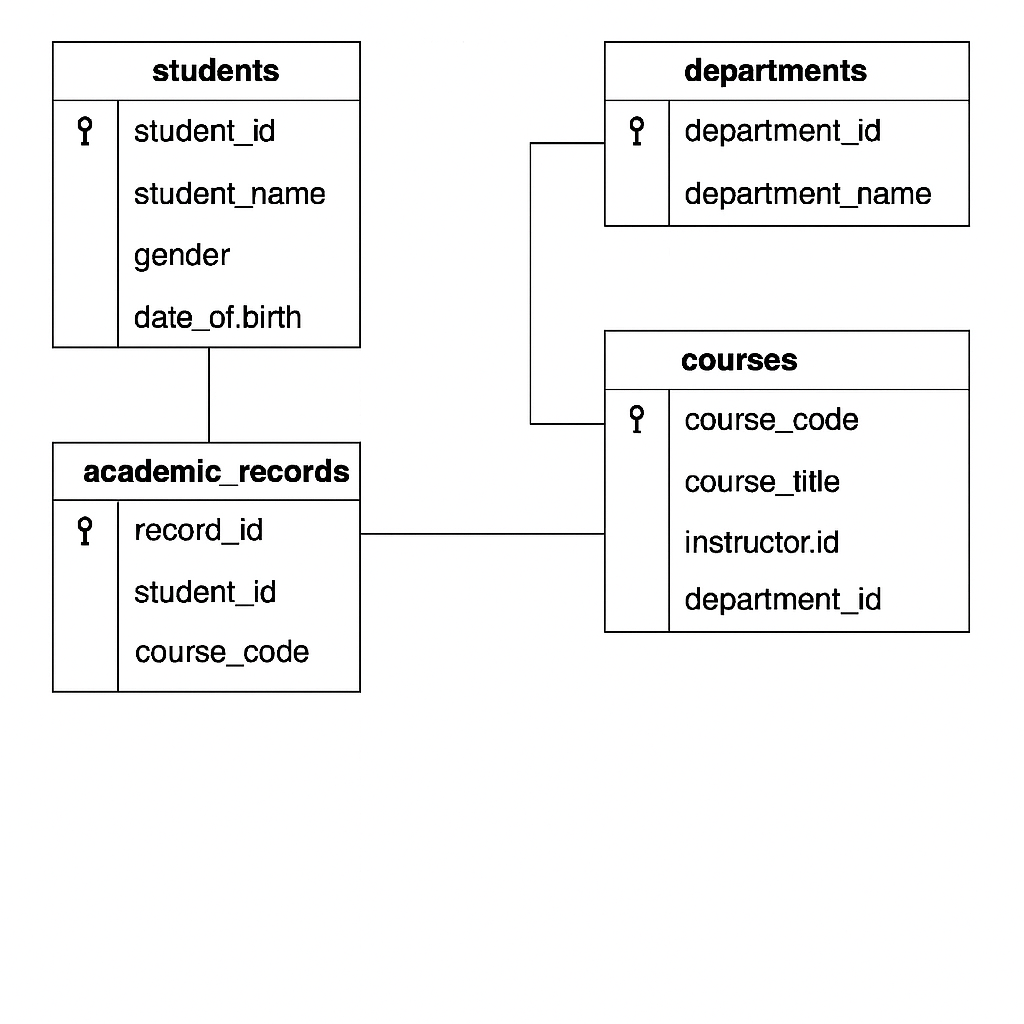 students
student_id
student_name
gender
date_of.birth
departments
department_id
department_name
academic_records
record_id
student_id
course_code
courses
course_code
course_title
instructor.id
department_id